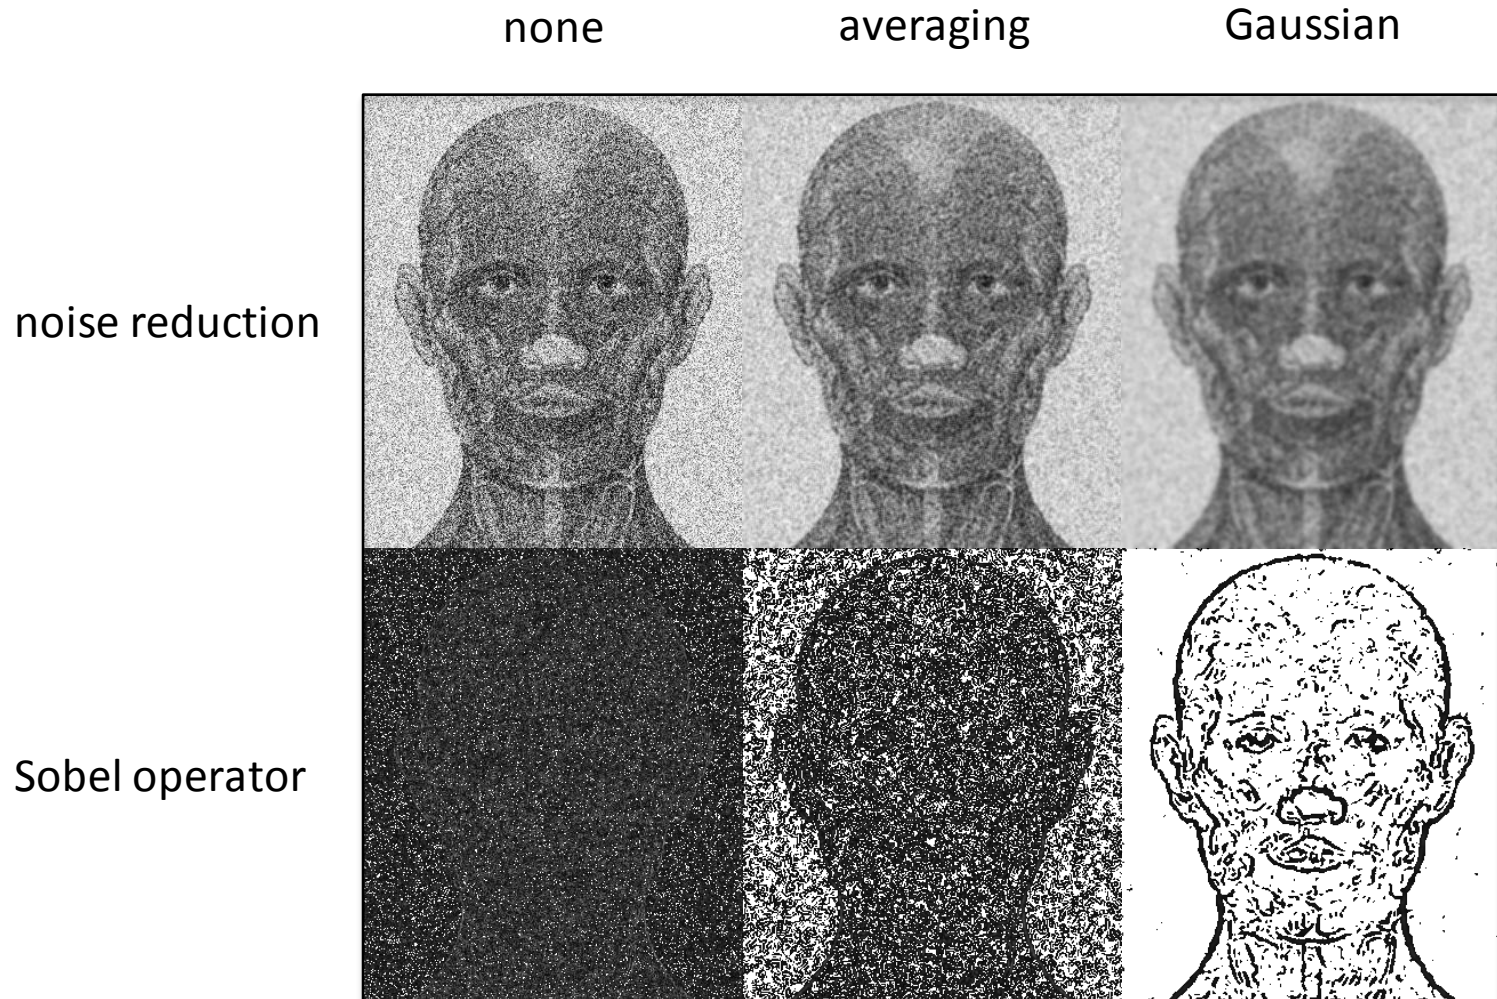 none
averaging
Gaussian
noise reduction
Sobel operator